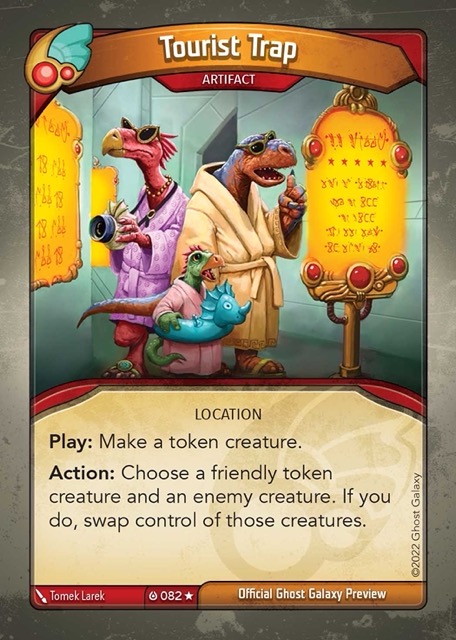 Tourist Trap
ARTIFACT
LOCATION
Play: Make a token creature.
Action: Choose a friendly token
creature and an enemy creature. If you
do, swap control of those creatures.
©2022 Ghost Galaxy
Tomek Larek
082★
Official Ghost Galaxy Preview